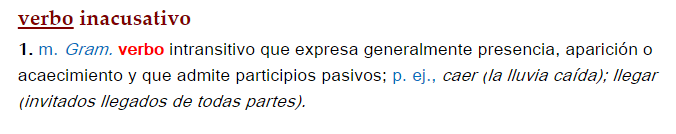 verbo inacusativo
1. m. Gram. verbo intransitivo que expresa generalmente presencia, aparición o
acaecimiento y que admite participios pasivos; p. ej., caer (la lluvia caída); llegar
(invitados llegados de todas partes).